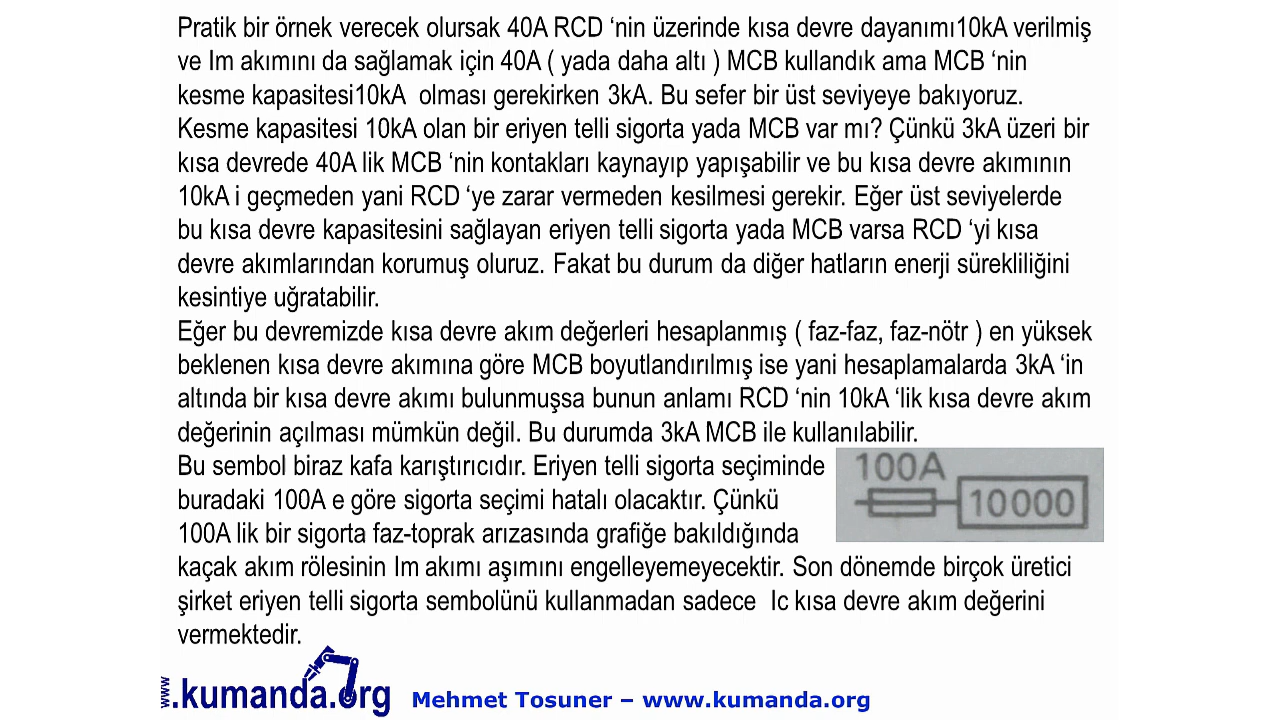 Pratik bir örnek verecek olursak 40A RCD ‘nin üzerinde kısa devre dayanımı10kA verilmiş
ve Im akımını da sağlamak için 40A ( yada daha altı ) MCB kullandık ama MCB ‘nin
kesme kapasitesi10kA  olması gerekirken 3kA. Bu sefer bir üst seviyeye bakıyoruz.
Kesme kapasitesi 10kA olan bir eriyen telli sigorta yada MCB var mı? Çünkü 3kA üzeri bir
kısa devrede 40A lik MCB ‘nin kontakları kaynayıp yapışabilir ve bu kısa devre akımının
10kA i geçmeden yani RCD ‘ye zarar vermeden kesilmesi gerekir. Eğer üst seviyelerde
bu kısa devre kapasitesini sağlayan eriyen telli sigorta yada MCB varsa RCD ‘yi kısa
devre akımlarından korumuş oluruz. Fakat bu durum da diğer hatların enerji sürekliliğini
kesintiye uğratabilir.
Eğer bu devremizde kısa devre akım değerleri hesaplanmış ( faz-faz, faz-nötr ) en yüksek
beklenen kısa devre akımına göre MCB boyutlandırılmış ise yani hesaplamalarda 3kA ‘in
altında bir kısa devre akımı bulunmuşsa bunun anlamı RCD ‘nin 10kA ‘lik kısa devre akım
değerinin açılması mümkün değil. Bu durumda 3kA MCB ile kullanılabilir.
Bu sembol biraz kafa karıştırıcıdır. Eriyen telli sigorta seçiminde
buradaki 100A e göre sigorta seçimi hatalı olacaktır. Çünkü
100A lik bir sigorta faz-toprak arızasında grafiğe bakıldığında
kaçak akım rölesinin Im akımı aşımını engelleyemeyecektir. Son dönemde birçok üretici
şirket eriyen telli sigorta sembolünü kullanmadan sadece  Ic kısa devre akım değerini
vermektedir.
100A
10000
www.kumanda.org
Mehmet Tosuner – www.kumanda.org